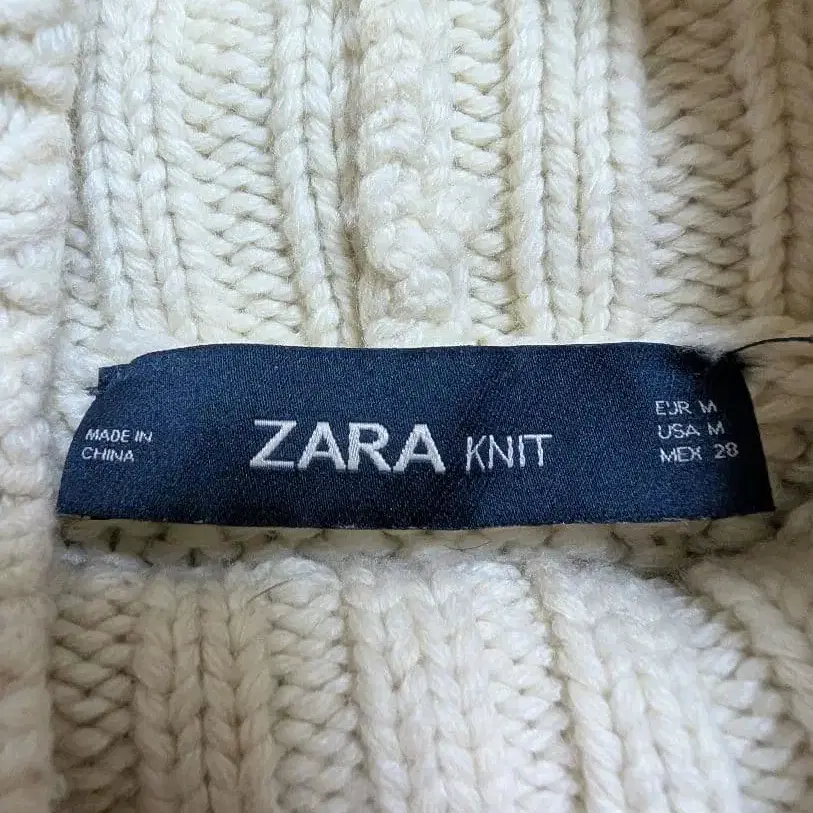 MADE IN
CHINA
ZARA KNIT
EUR M
USA M
MEX 28